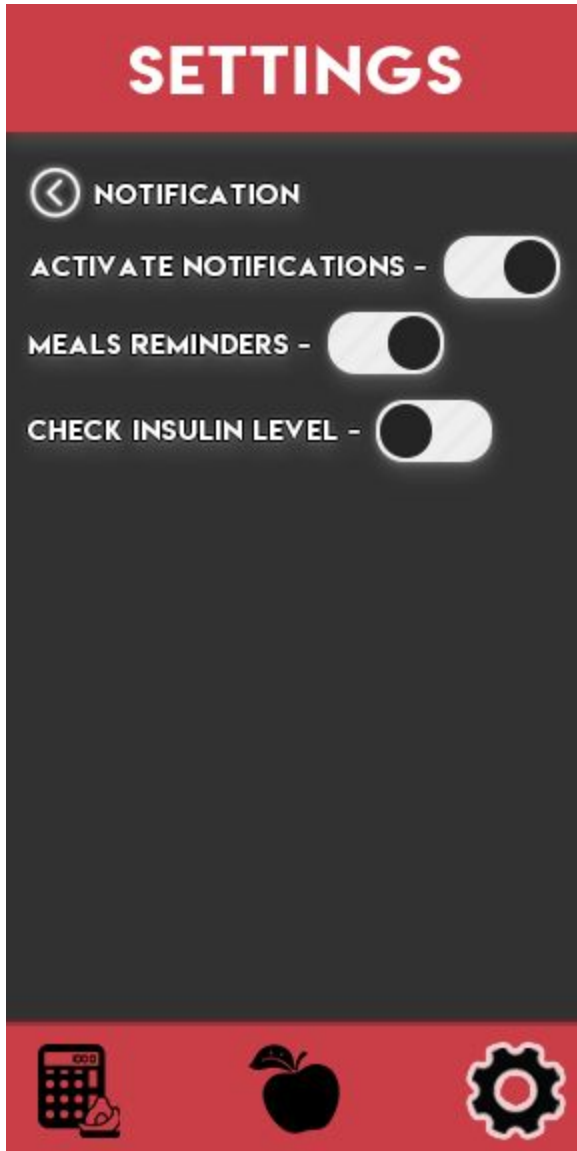 SETTINGS
NOTIFICATION
ACTIVATE NOTIFICATIONS -
MEALS REMINDERS -
CHECK INSULIN LEVEL -